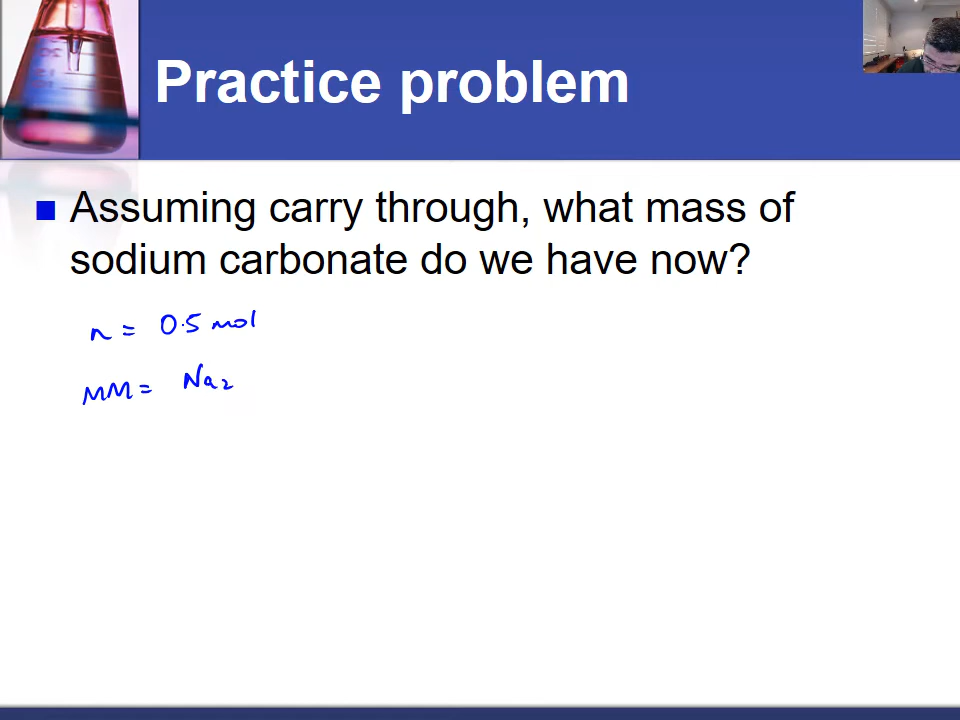 Practice problem
Assuming carry through, what mass of
sodium carbonate do we have now?
n = 0.5 mol
MM = Na₂